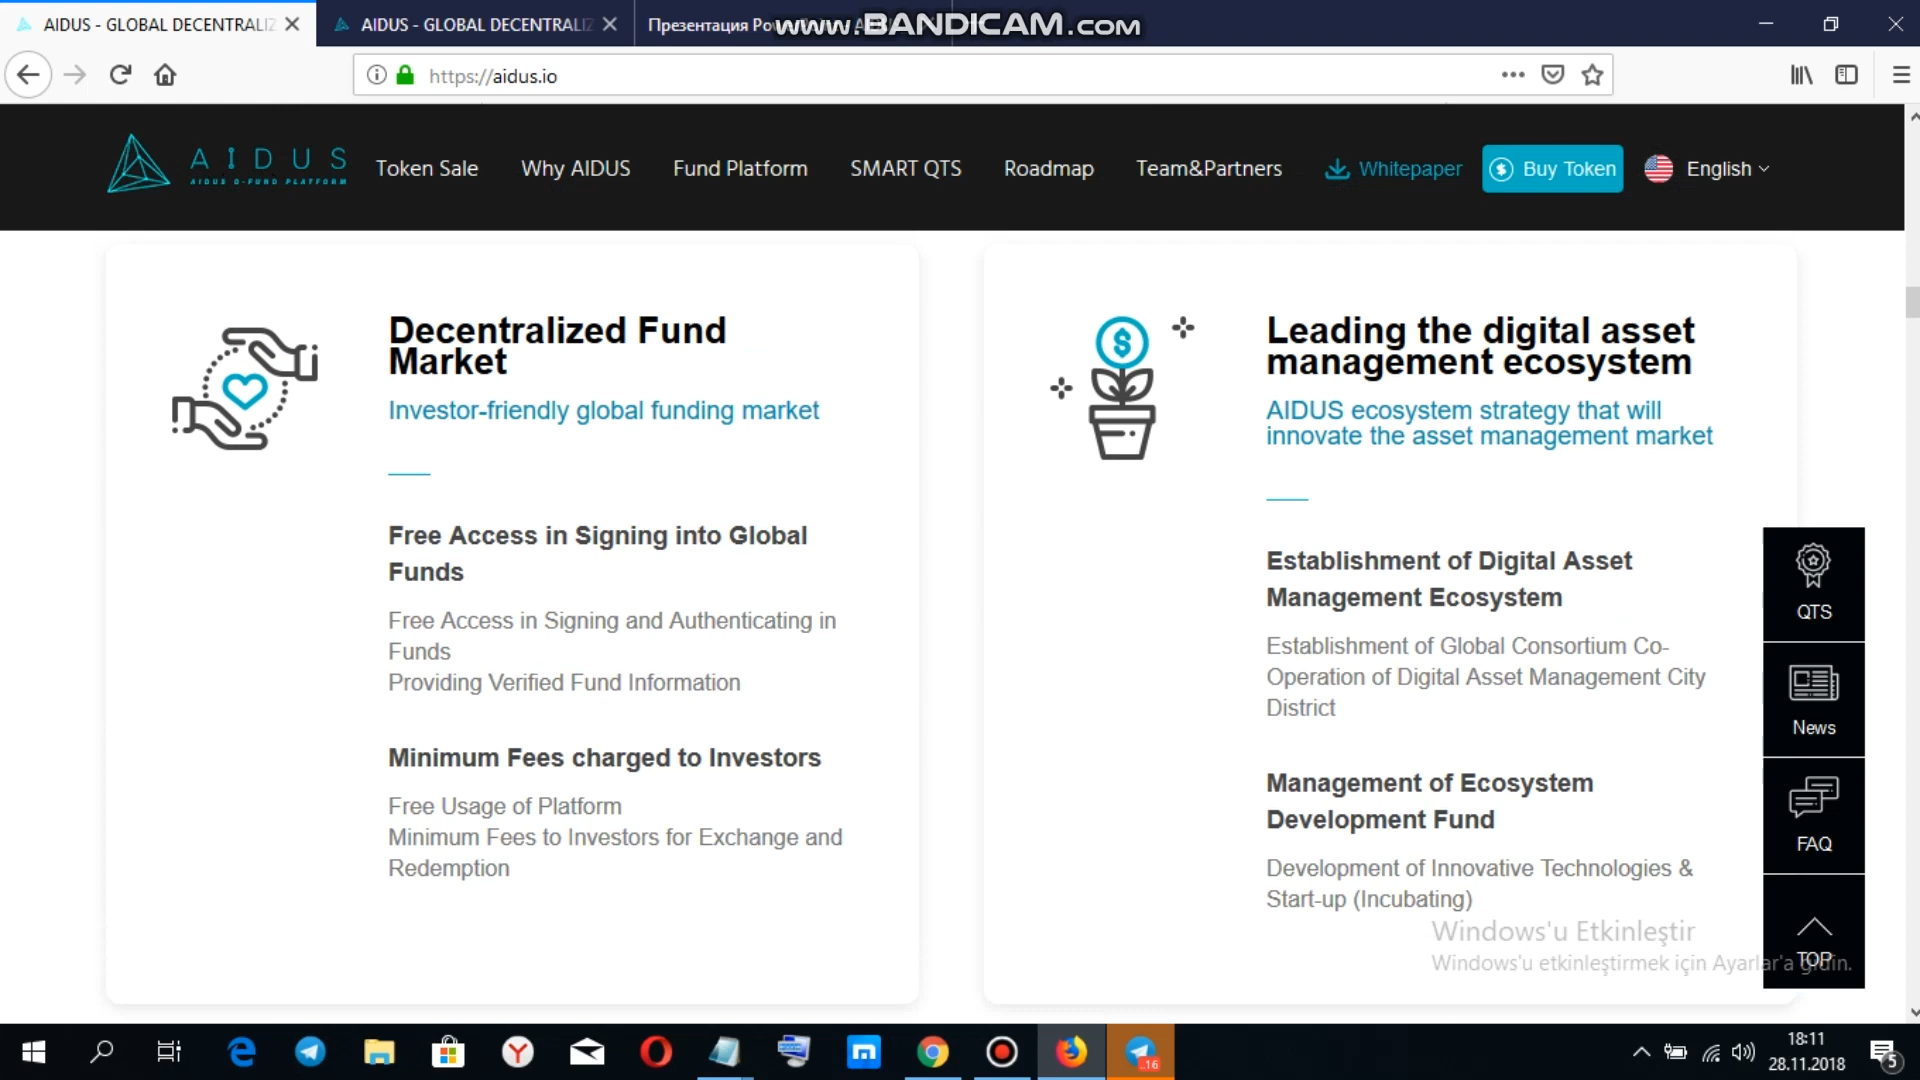 AIDUS - GLOBAL DECENTRALIZ
AIDUS - GLOBAL DECENTRALIZ
Презентация
www.BANDICAM.com
https://aidus.io
AIDUS
AIDUS D-FUND PLATFORM
Token Sale
Why AIDUS
Fund Platform
SMART QTS
Roadmap
Team&Partners
Whitepaper
Buy Token
English
Decentralized Fund
Market
Investor-friendly global funding market
Free Access in Signing into Global
Funds
Free Access in Signing and Authenticating in
Funds
Providing Verified Fund Information
Minimum Fees charged to Investors
Free Usage of Platform
Minimum Fees to Investors for Exchange and
Redemption
Leading the digital asset
management ecosystem
AIDUS ecosystem strategy that will
innovate the asset management market
Establishment of Digital Asset
Management Ecosystem
Establishment of Global Consortium Co-
Operation of Digital Asset Management City
District
Management of Ecosystem
Development Fund
Development of Innovative Technologies &
Start-up (Incubating)
QTS
News
FAQ
TOP
Windows'u Etkinleştir
Windows'u etkinleştirmek için Ayarlar'a gidin.
16
18:11
28.11.2018
5